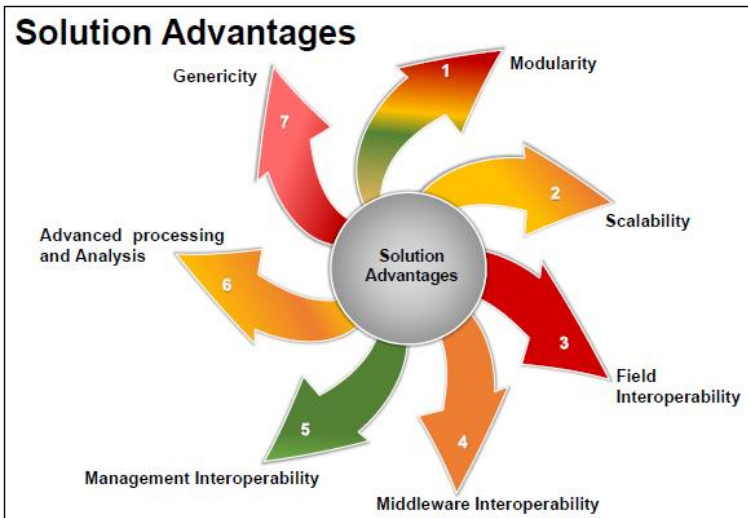 Solution Advantages
1
Modularity
2
Scalability
3
Field
Interoperability
4
Middleware Interoperability
5
Management Interoperability
6
Advanced processing
and Analysis
7
Genericity
Solution
Advantages